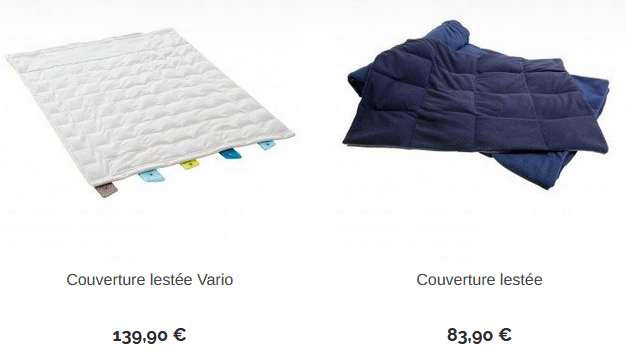 Couverture lestée Vario
Couverture lestée
139,90 €
83,90 €